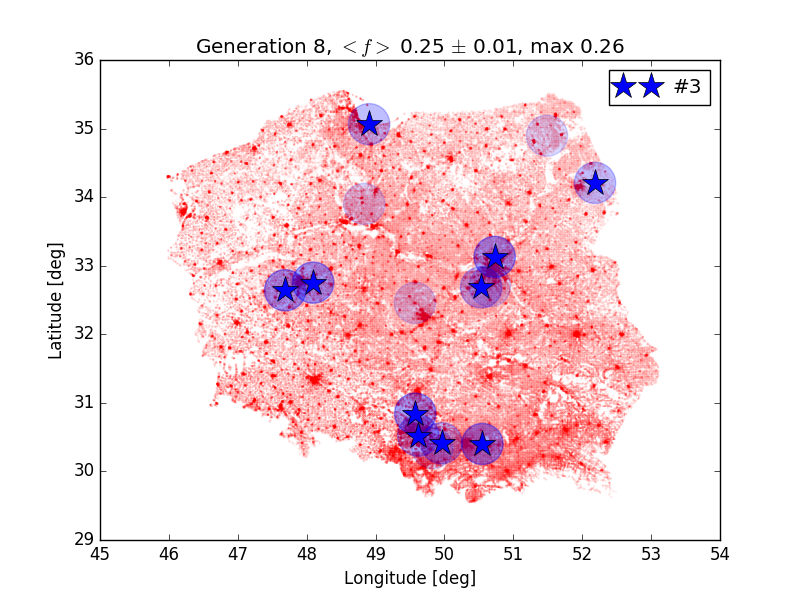 Generation 8, < f > 0.25 ± 0.01, max 0.26
#3
36
35
34
33
32
31
30
29
Latitude [deg]
45 46 47 48 49 50 51 52 53 54
Longitude [deg]